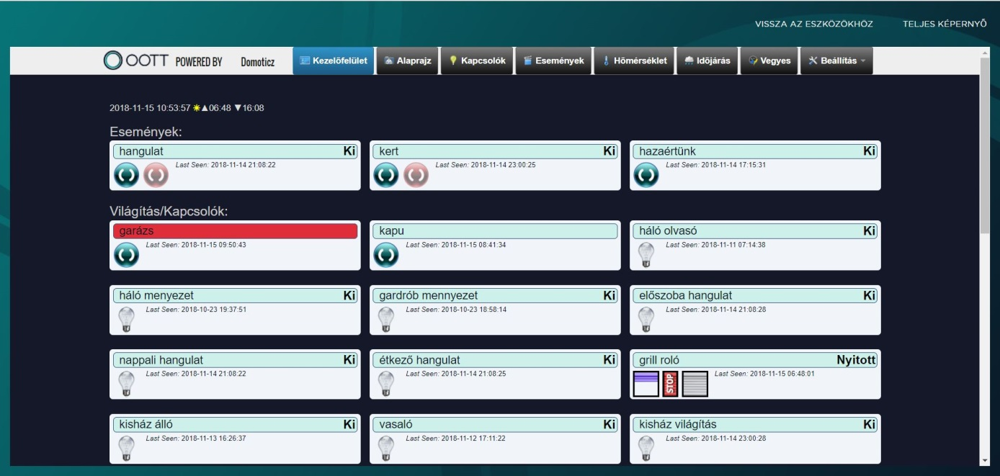 VISSZA AZ ESZKÖZÖKHÖZ TELJES KÉPERNYŐ
OOTT POWERED BY Domoticz Kezelőfelület Alaprajz Kapcsolók Események Hőmérséklet Időjárás Vegyes Beállítás
2018-11-15 10:53:57 ☀▲06:48 ▼16:08
Események:
hangulat Ki kert Ki hazaértünk Ki
Last Seen: 2018-11-14 21:08:22 Last Seen: 2018-11-14 23:00:25 Last Seen: 2018-11-14 17:15:31
Világítás/Kapcsolók:
garázs kapu háló olvasó Ki
Last Seen: 2018-11-15 09:50:43 Last Seen: 2018-11-15 08:41:34 Last Seen: 2018-11-11 07:14:38
háló menyezet Ki gardrób mennyezet Ki előszoba hangulat Ki
Last Seen: 2018-10-23 19:37:51 Last Seen: 2018-10-23 18:58:14 Last Seen: 2018-11-14 21:08:28
nappali hangulat Ki étkező hangulat Ki grill roló Nyitott
Last Seen: 2018-11-14 21:08:22 Last Seen: 2018-11-14 21:08:25 STOP Last Seen: 2018-11-15 06:48:01
kisház álló Ki vasaló Ki kisház világítás Ki
Last Seen: 2018-11-13 16:26:37 Last Seen: 2018-11-12 17:11:22 Last Seen: 2018-11-14 23:00:28